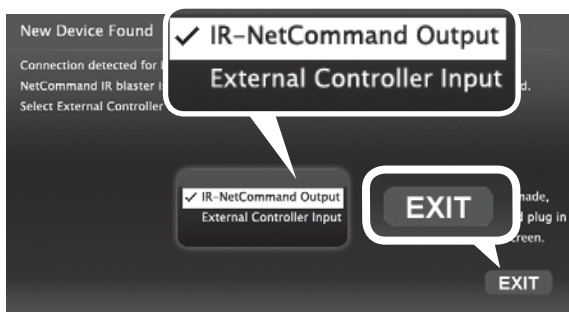 New Device Found
✓ IR-NetCommand Output
External Controller Input
Connection detected for
NetCommand IR blaster
d.
Select External Controller
✓ IR-NetCommand Output
External Controller Input
EXIT
made,
d plug in
creen.
EXIT